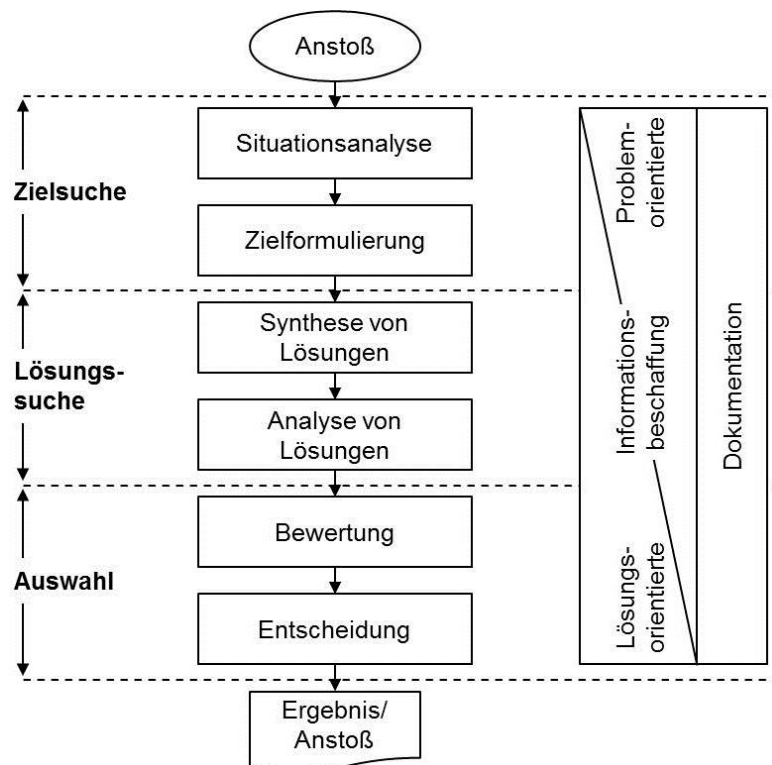 Anstoß
Situationsanalyse
Zielsuche
Zielformulierung
Synthese von
Lösungen
Lösungs-
suche
Analyse von
Lösungen
Bewertung
Auswahl
Entscheidung
Ergebnis/
Anstoß
Problem-
orientierte
Informations-
beschaffung
Lösungs-
orientierte
Dokumentation